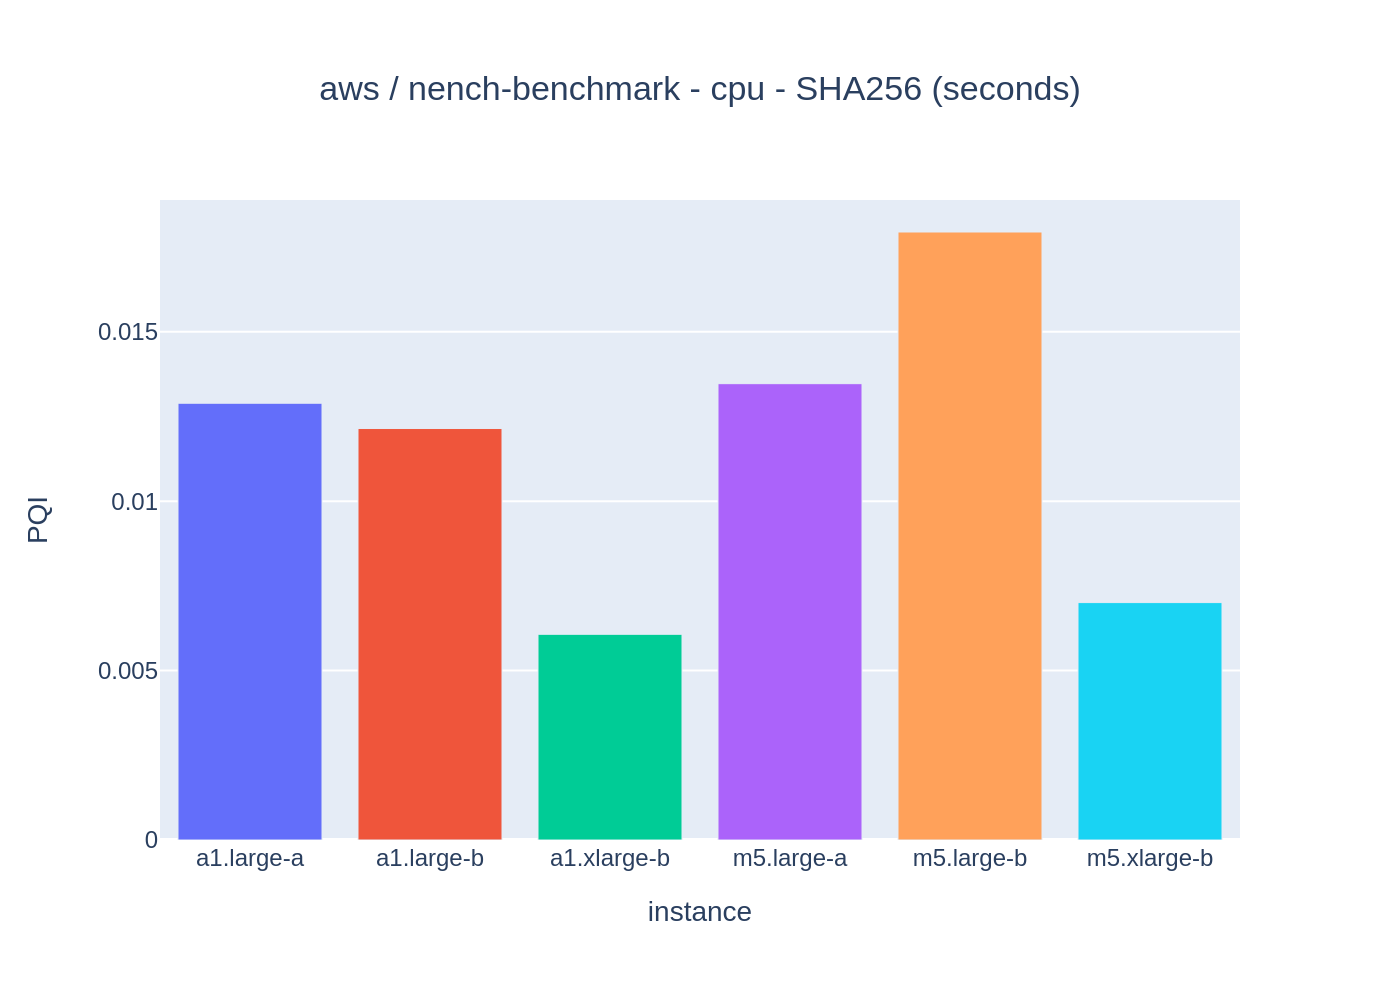 aws / nench-benchmark - cpu - SHA256 (seconds)
PQI
0.015
0.01
0.005
0
a1.large-a a1.large-b a1.xlarge-b m5.large-a m5.large-b m5.xlarge-b
instance